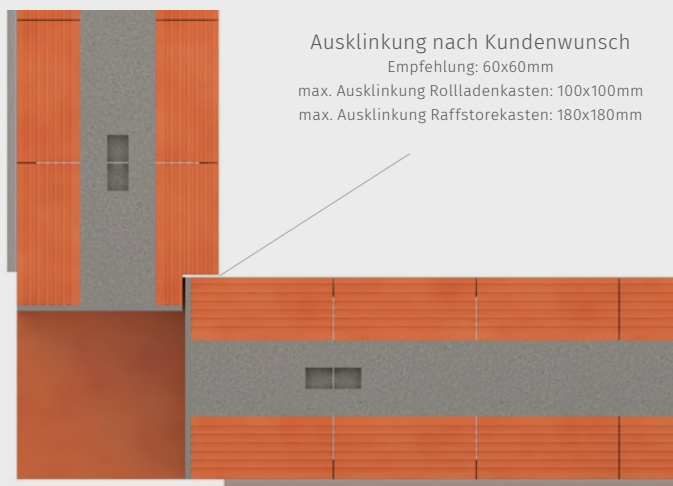 Ausklinkung nach Kundenwunsch
Empfehlung: 60x60mm
max. Ausklinkung Rollladenkasten: 100x100mm
max. Ausklinkung Raffstorekasten: 180x180mm